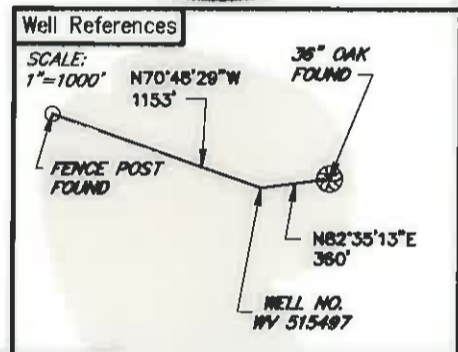 Well References
SCALE:
1"=1000'
N70°45'29"W
1153'
36" OAK
FOUND
FENCE POST
FOUND
N82°35'13"E
360'
WELL NO.
WV 515497